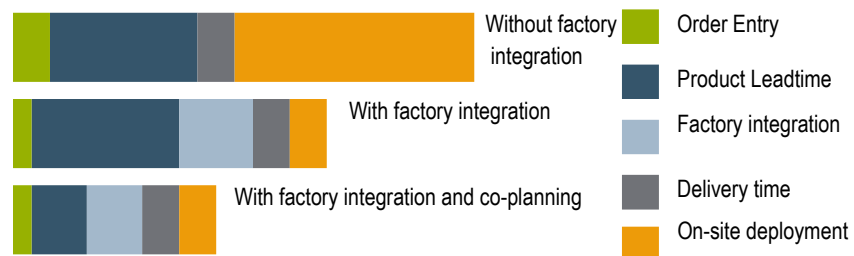 Without factory
integration
With factory integration
With factory integration and co-planning
Order Entry
Product Leadtime
Factory integration
Delivery time
On-site deployment